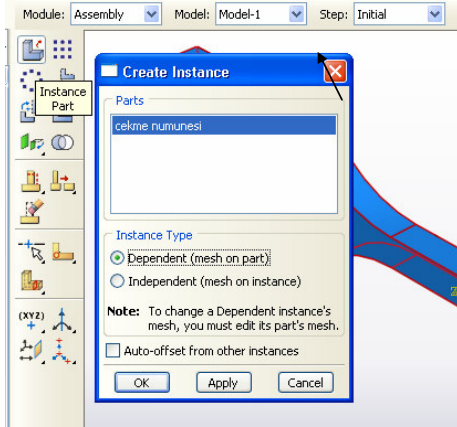 Module: Assembly Model: Model-1 Step: Initial
Create Instance
Instance
Part
Parts
cekme numunesi
Instance Type
Dependent (mesh on part)
Independent (mesh on instance)
Note: To change a Dependent instance's
mesh, you must edit its part's mesh.
Auto-offset from other instances
OK Apply Cancel
(XYZ)